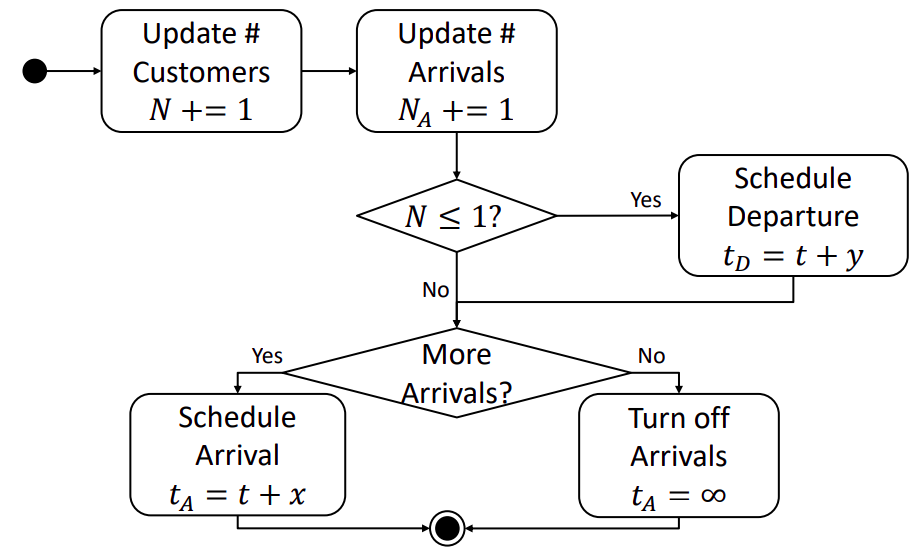 Update #
Customers
N += 1
Update #
Arrivals
N_A += 1
N ≤ 1?
Yes
Schedule
Departure
t_D = t + y
No
More
Arrivals?
Yes
No
Schedule
Arrival
t_A = t + x
Turn off
Arrivals
t_A = ∞